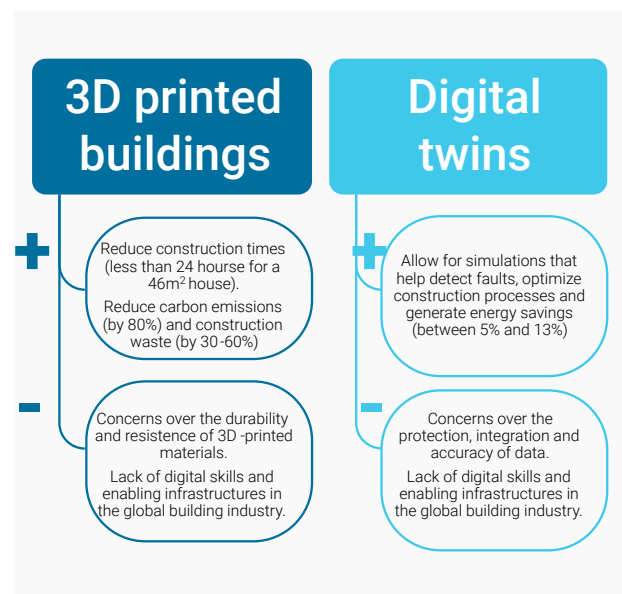 3D printed
buildings
+
Reduce construction times
(less than 24 hourse for a
46m² house).
Reduce carbon emissions
(by 80%) and construction
waste (by 30-60%)
-
Concerns over the durability
and resistence of 3D -printed
materials.
Lack of digital skills and
enabling infrastructures in
the global building industry.
Digital
twins
+
Allow for simulations that
help detect faults, optimize
construction processes and
generate energy savings
(between 5% and 13%)
-
Concerns over the
protection, integration and
accuracy of data.
Lack of digital skills and
enabling infrastructures in
the global building industry.